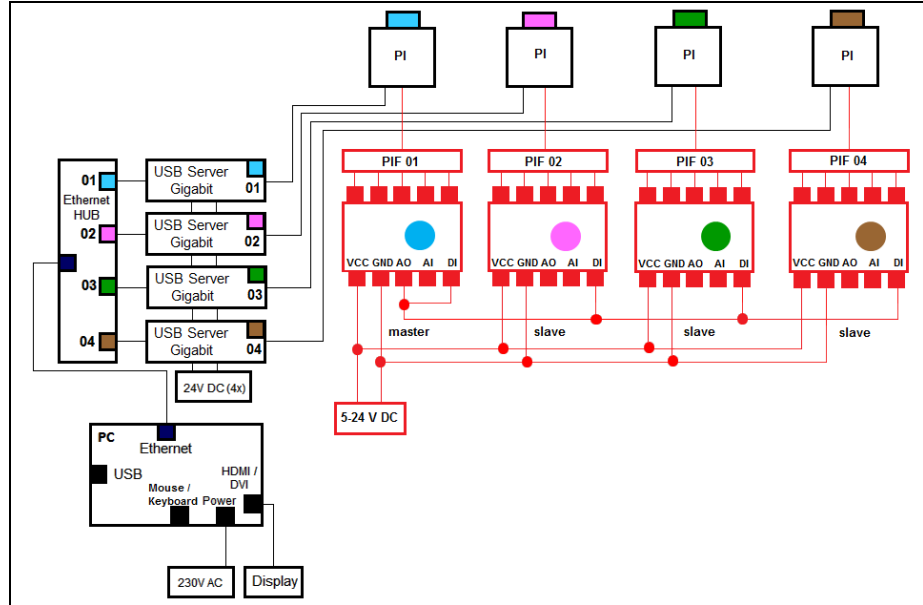 PI
PI
PI
PI
PIF 01
PIF 02
PIF 03
PIF 04
01
Ethernet
HUB
02
03
04
USB Server
Gigabit
01
USB Server
Gigabit
02
USB Server
Gigabit
03
USB Server
Gigabit
04
24V DC (4x)
VCC GND AO AI DI
VCC GND AO AI DI
VCC GND AO AI DI
VCC GND AO AI DI
master
slave
slave
slave
5-24 V DC
PC
Ethernet
USB
HDMI /
DVI
Mouse /
Keyboard
Power
230V AC
Display